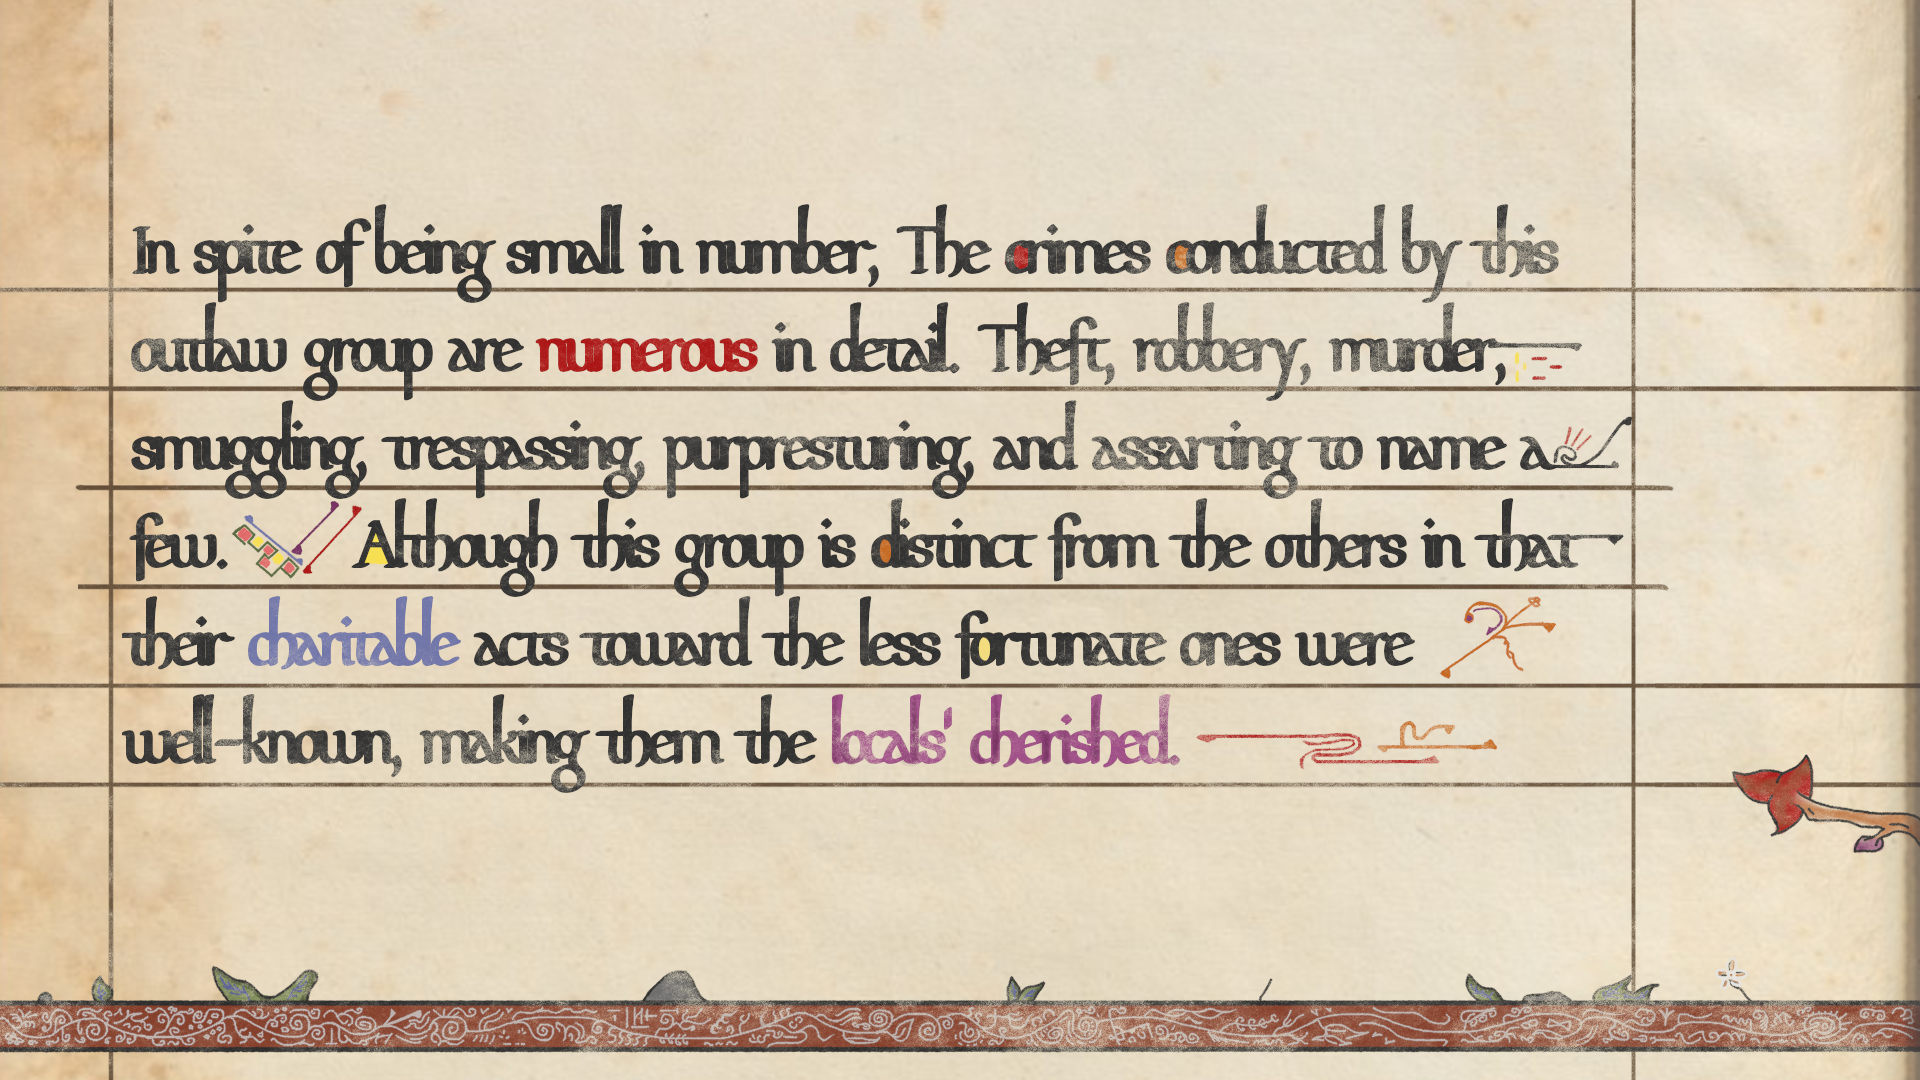 In spite of being small in number, The crimes conducted by this
outlaw group are numerous in detail. Theft, robbery, murder,
smuggling, trespassing, purpresturing, and assarting to name a
few. Although this group is distinct from the others in that
their charitable acts toward the less fortunate ones were
well-known, making them the locals' cherished.